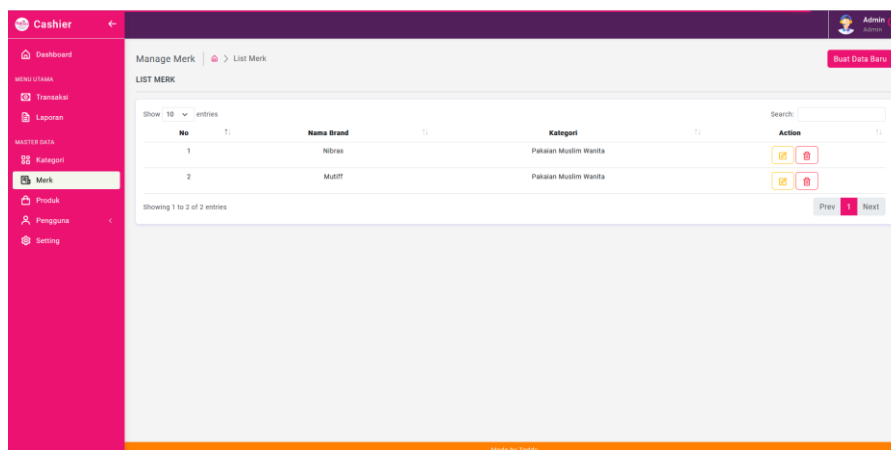 Cashier
Admin
Admin
Dashboard
MENU UTAMA
Transaksi
Laporan
MASTER DATA
Kategori
Merk
Produk
Pengguna
Setting
Manage Merk > List Merk
Buat Data Baru
LIST MERK
Show 10 entries
Search:
No Nama Brand Kategori Action
1 Nibras Pakaian Muslim Wanita
2 Mutiff Pakaian Muslim Wanita
Showing 1 to 2 of 2 entries
Prev 1 Next
Made by